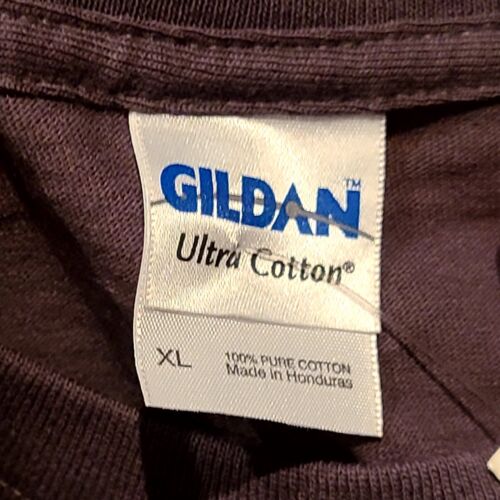 GILDAN™
Ultra Cotton®
XL
100% PURE COTTON
Made in Honduras